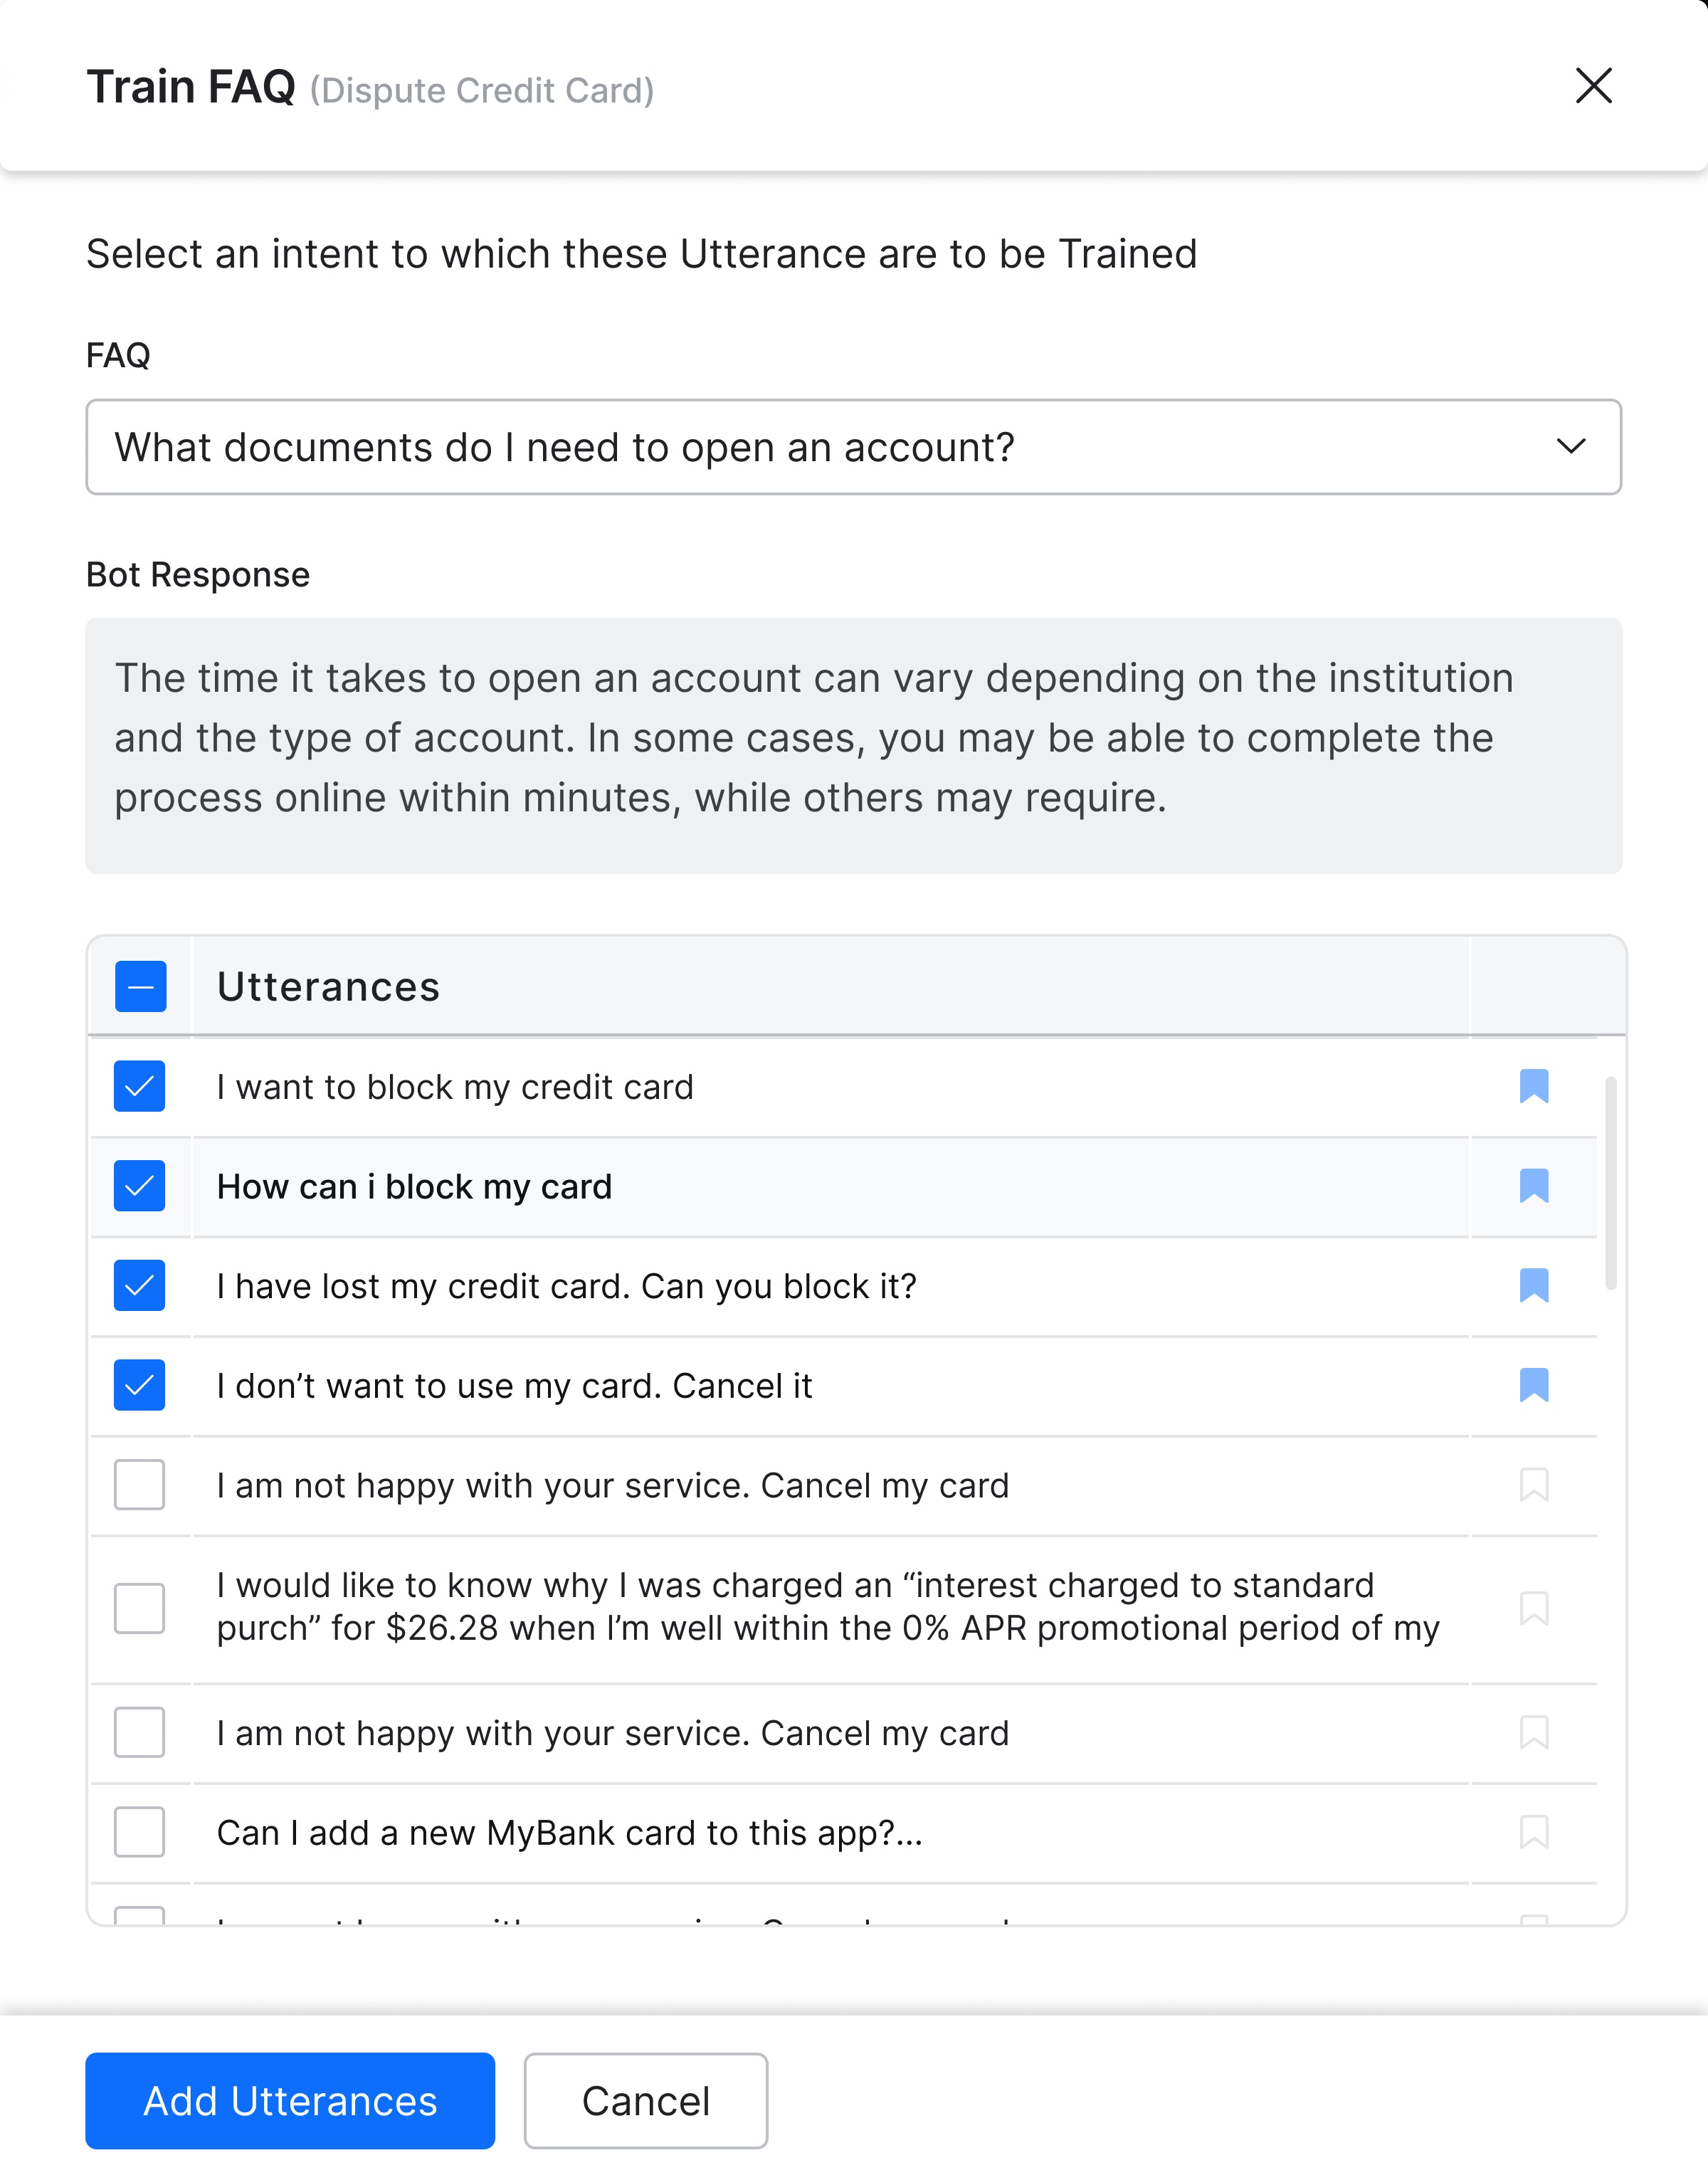 Train FAQ (Dispute Credit Card)
Select an intent to which these Utterance are to be Trained
FAQ
What documents do I need to open an account?
Bot Response
The time it takes to open an account can vary depending on the institution
and the type of account. In some cases, you may be able to complete the
process online within minutes, while others may require.
Utterances
I want to block my credit card
How can i block my card
I have lost my credit card. Can you block it?
I don’t want to use my card. Cancel it
I am not happy with your service. Cancel my card
I would like to know why I was charged an “interest charged to standard
purch” for $26.28 when I’m well within the 0% APR promotional period of my
I am not happy with your service. Cancel my card
Can I add a new MyBank card to this app?...
Add Utterances
Cancel